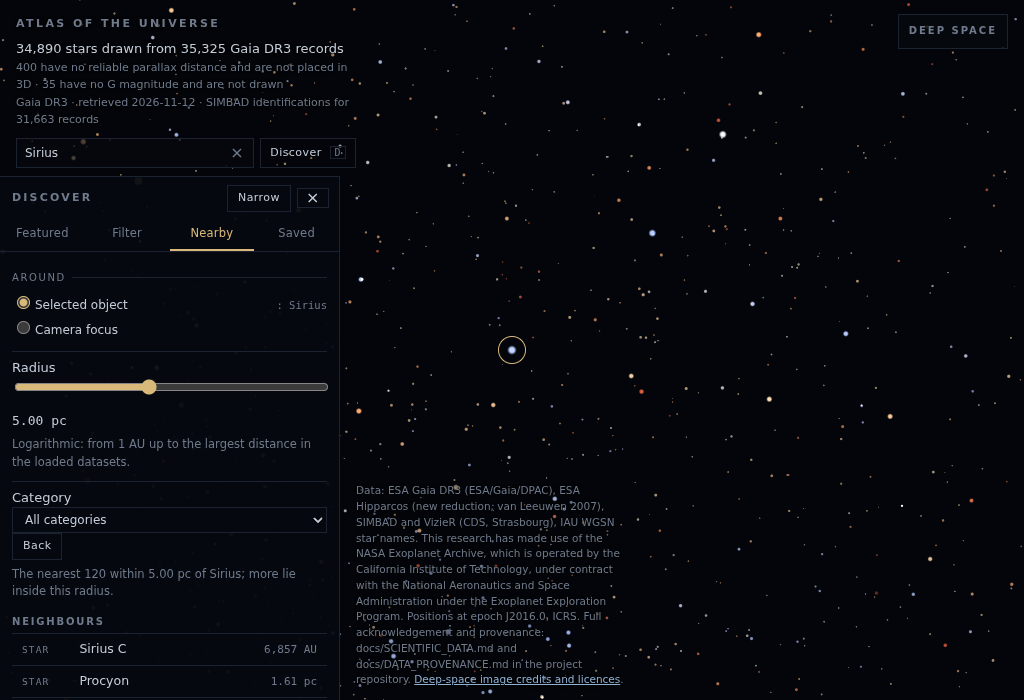 ATLAS OF THE UNIVERSE
34,890 stars drawn from 35,325 Gaia DR3 records
400 have no reliable parallax distance and are not placed in
3D · 35 have no G magnitude and are not drawn
Gaia DR3 · retrieved 2026-11-12 · SIMBAD identifications for
31,663 records
DEEP SPACE
Sirius ×
Discover D
DISCOVER
Narrow
×
Featured Filter Nearby Saved
AROUND
Selected object : Sirius
Camera focus
Radius
5.00 pc
Logarithmic: from 1 AU up to the largest distance in
the loaded datasets.
Category
All categories
Back
The nearest 120 within 5.00 pc of Sirius; more lie
inside this radius.
NEIGHBOURS
STAR Sirius C 6,857 AU
STAR Procyon 1.61 pc
Data: ESA Gaia DR3 (ESA/Gaia/DPAC), ESA
Hipparcos (new reduction; van Leeuwen 2007),
SIMBAD and VizieR (CDS, Strasbourg), IAU WGSN
star names. This research has made use of the
NASA Exoplanet Archive, which is operated by the
California Institute of Technology, under contract
with the National Aeronautics and Space
Administration under the Exoplanet Exploration
Program. Positions at epoch J2016.0, ICRS. Full
acknowledgement and provenance:
docs/SCIENTIFIC_DATA.md and
docs/DATA_PROVENANCE.md in the project
repository. Deep-space image credits and licences.